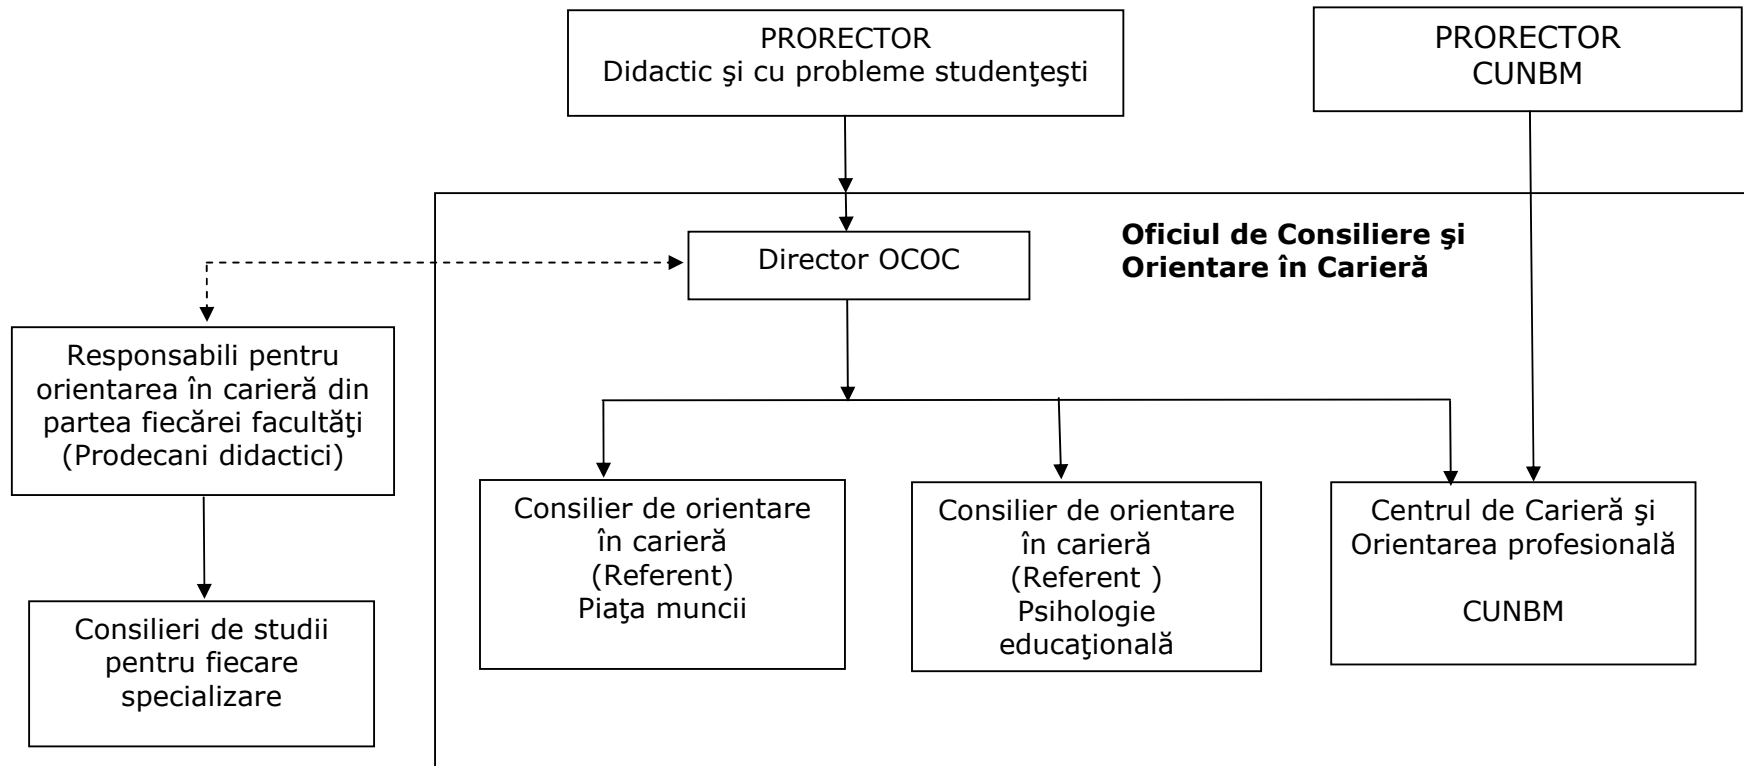 PRORECTOR
Didactic şi cu probleme studenţeşti
PRORECTOR
CUNBM
Oficiul de Consiliere şi
Orientare în Carieră
Director OCOC
Responsabili pentru
orientarea în carieră din
partea fiecărei facultăţi
(Prodecani didactici)
Consilier de orientare
în carieră
(Referent)
Piaţa muncii
Consilier de orientare
în carieră
(Referent )
Psihologie
educaţională
Centrul de Carieră şi
Orientarea profesională
CUNBM
Consilieri de studii
pentru fiecare
specializare